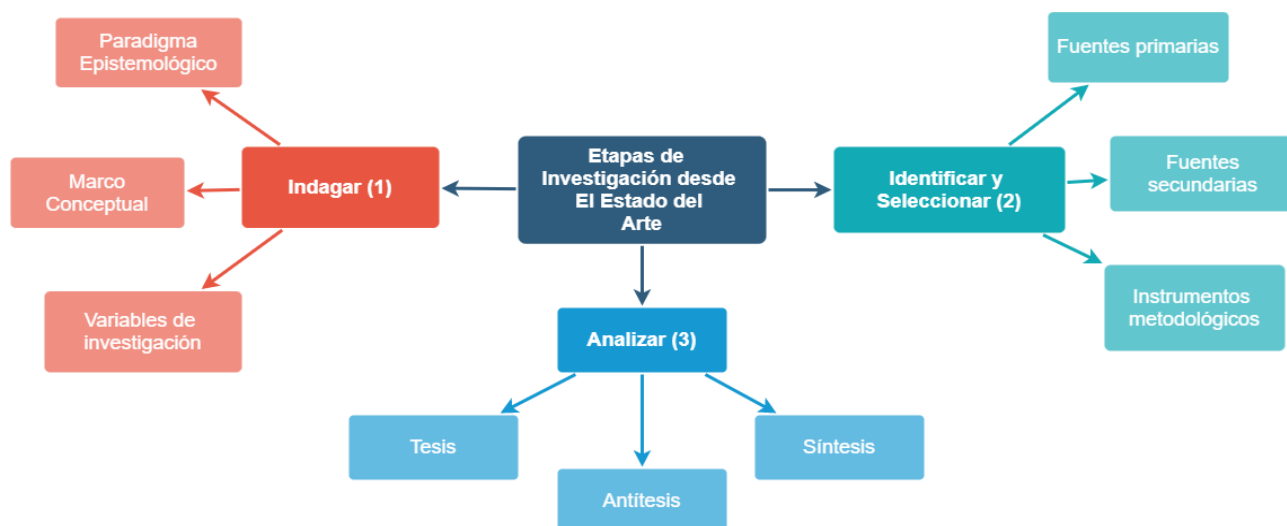 Paradigma
Epistemológico
Fuentes primarias
Etapas de
Investigación desde
El Estado del
Arte
Marco
Conceptual
Indagar (1)
Identificar y
Seleccionar (2)
Fuentes
secundarias
Variables de
investigación
Instrumentos
metodológicos
Analizar (3)
Tesis
Síntesis
Antítesis